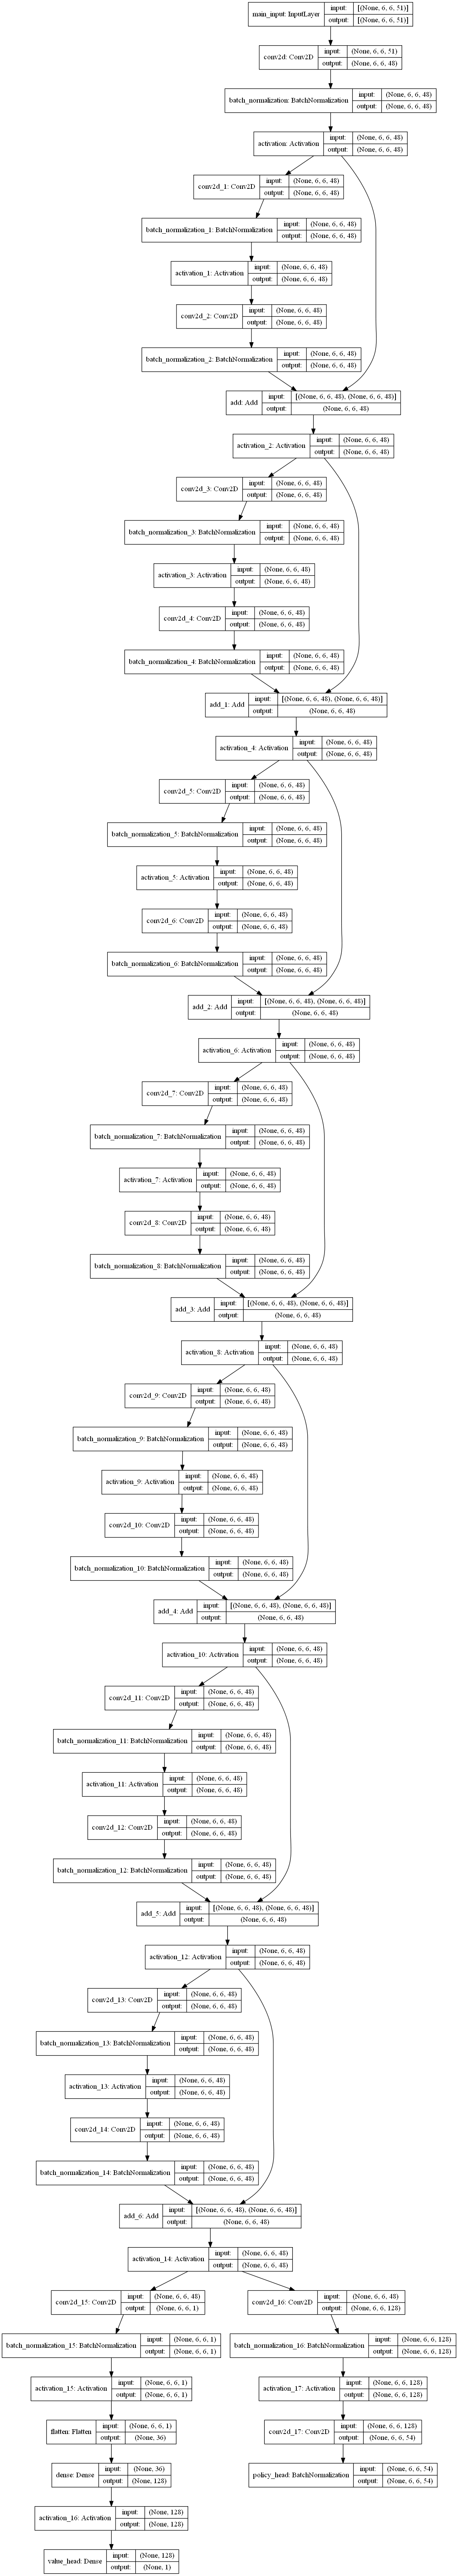 main_input: InputLayer
input: [(None, 6, 6, 51)]
output: [(None, 6, 6, 51)]
conv2d: Conv2D
input: (None, 6, 6, 51)
output: (None, 6, 6, 48)
batch_normalization: BatchNormalization
input: (None, 6, 6, 48)
output: (None, 6, 6, 48)
activation: Activation
input: (None, 6, 6, 48)
output: (None, 6, 6, 48)
conv2d_1: Conv2D
input: (None, 6, 6, 48)
output: (None, 6, 6, 48)
batch_normalization_1: BatchNormalization
input: (None, 6, 6, 48)
output: (None, 6, 6, 48)
activation_1: Activation
input: (None, 6, 6, 48)
output: (None, 6, 6, 48)
conv2d_2: Conv2D
input: (None, 6, 6, 48)
output: (None, 6, 6, 48)
batch_normalization_2: BatchNormalization
input: (None, 6, 6, 48)
output: (None, 6, 6, 48)
add: Add
input: [(None, 6, 6, 48), (None, 6, 6, 48)]
output: (None, 6, 6, 48)
activation_2: Activation
input: (None, 6, 6, 48)
output: (None, 6, 6, 48)
conv2d_3: Conv2D
input: (None, 6, 6, 48)
output: (None, 6, 6, 48)
batch_normalization_3: BatchNormalization
input: (None, 6, 6, 48)
output: (None, 6, 6, 48)
activation_3: Activation
input: (None, 6, 6, 48)
output: (None, 6, 6, 48)
conv2d_4: Conv2D
input: (None, 6, 6, 48)
output: (None, 6, 6, 48)
batch_normalization_4: BatchNormalization
input: (None, 6, 6, 48)
output: (None, 6, 6, 48)
add_1: Add
input: [(None, 6, 6, 48), (None, 6, 6, 48)]
output: (None, 6, 6, 48)
activation_4: Activation
input: (None, 6, 6, 48)
output: (None, 6, 6, 48)
conv2d_5: Conv2D
input: (None, 6, 6, 48)
output: (None, 6, 6, 48)
batch_normalization_5: BatchNormalization
input: (None, 6, 6, 48)
output: (None, 6, 6, 48)
activation_5: Activation
input: (None, 6, 6, 48)
output: (None, 6, 6, 48)
conv2d_6: Conv2D
input: (None, 6, 6, 48)
output: (None, 6, 6, 48)
batch_normalization_6: BatchNormalization
input: (None, 6, 6, 48)
output: (None, 6, 6, 48)
add_2: Add
input: [(None, 6, 6, 48), (None, 6, 6, 48)]
output: (None, 6, 6, 48)
activation_6: Activation
input: (None, 6, 6, 48)
output: (None, 6, 6, 48)
conv2d_7: Conv2D
input: (None, 6, 6, 48)
output: (None, 6, 6, 48)
batch_normalization_7: BatchNormalization
input: (None, 6, 6, 48)
output: (None, 6, 6, 48)
activation_7: Activation
input: (None, 6, 6, 48)
output: (None, 6, 6, 48)
conv2d_8: Conv2D
input: (None, 6, 6, 48)
output: (None, 6, 6, 48)
batch_normalization_8: BatchNormalization
input: (None, 6, 6, 48)
output: (None, 6, 6, 48)
add_3: Add
input: [(None, 6, 6, 48), (None, 6, 6, 48)]
output: (None, 6, 6, 48)
activation_8: Activation
input: (None, 6, 6, 48)
output: (None, 6, 6, 48)
conv2d_9: Conv2D
input: (None, 6, 6, 48)
output: (None, 6, 6, 48)
batch_normalization_9: BatchNormalization
input: (None, 6, 6, 48)
output: (None, 6, 6, 48)
activation_9: Activation
input: (None, 6, 6, 48)
output: (None, 6, 6, 48)
conv2d_10: Conv2D
input: (None, 6, 6, 48)
output: (None, 6, 6, 48)
batch_normalization_10: BatchNormalization
input: (None, 6, 6, 48)
output: (None, 6, 6, 48)
add_4: Add
input: [(None, 6, 6, 48), (None, 6, 6, 48)]
output: (None, 6, 6, 48)
activation_10: Activation
input: (None, 6, 6, 48)
output: (None, 6, 6, 48)
conv2d_11: Conv2D
input: (None, 6, 6, 48)
output: (None, 6, 6, 48)
batch_normalization_11: BatchNormalization
input: (None, 6, 6, 48)
output: (None, 6, 6, 48)
activation_11: Activation
input: (None, 6, 6, 48)
output: (None, 6, 6, 48)
conv2d_12: Conv2D
input: (None, 6, 6, 48)
output: (None, 6, 6, 48)
batch_normalization_12: BatchNormalization
input: (None, 6, 6, 48)
output: (None, 6, 6, 48)
add_5: Add
input: [(None, 6, 6, 48), (None, 6, 6, 48)]
output: (None, 6, 6, 48)
activation_12: Activation
input: (None, 6, 6, 48)
output: (None, 6, 6, 48)
conv2d_13: Conv2D
input: (None, 6, 6, 48)
output: (None, 6, 6, 48)
batch_normalization_13: BatchNormalization
input: (None, 6, 6, 48)
output: (None, 6, 6, 48)
activation_13: Activation
input: (None, 6, 6, 48)
output: (None, 6, 6, 48)
conv2d_14: Conv2D
input: (None, 6, 6, 48)
output: (None, 6, 6, 48)
batch_normalization_14: BatchNormalization
input: (None, 6, 6, 48)
output: (None, 6, 6, 48)
add_6: Add
input: [(None, 6, 6, 48), (None, 6, 6, 48)]
output: (None, 6, 6, 48)
activation_14: Activation
input: (None, 6, 6, 48)
output: (None, 6, 6, 48)
conv2d_15: Conv2D
input: (None, 6, 6, 48)
output: (None, 6, 6, 1)
conv2d_16: Conv2D
input: (None, 6, 6, 48)
output: (None, 6, 6, 128)
batch_normalization_15: BatchNormalization
input: (None, 6, 6, 1)
output: (None, 6, 6, 1)
batch_normalization_16: BatchNormalization
input: (None, 6, 6, 128)
output: (None, 6, 6, 128)
activation_15: Activation
input: (None, 6, 6, 1)
output: (None, 6, 6, 1)
activation_17: Activation
input: (None, 6, 6, 128)
output: (None, 6, 6, 128)
flatten: Flatten
input: (None, 6, 6, 1)
output: (None, 36)
conv2d_17: Conv2D
input: (None, 6, 6, 128)
output: (None, 6, 6, 54)
dense: Dense
input: (None, 36)
output: (None, 128)
policy_head: BatchNormalization
input: (None, 6, 6, 54)
output: (None, 6, 6, 54)
activation_16: Activation
input: (None, 128)
output: (None, 128)
value_head: Dense
input: (None, 128)
output: (None, 1)